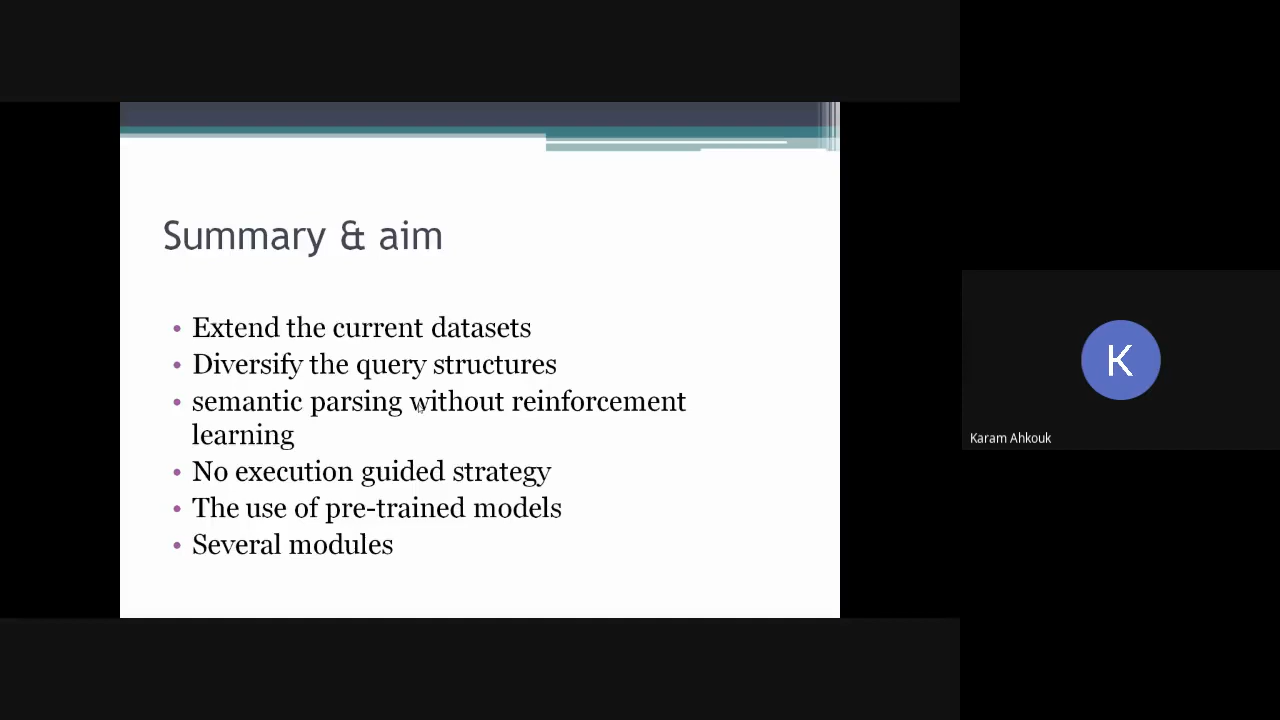 Summary & aim
• Extend the current datasets
• Diversify the query structures
• semantic parsing without reinforcement
learning
• No execution guided strategy
• The use of pre-trained models
• Several modules
K
Karam Ahkouk